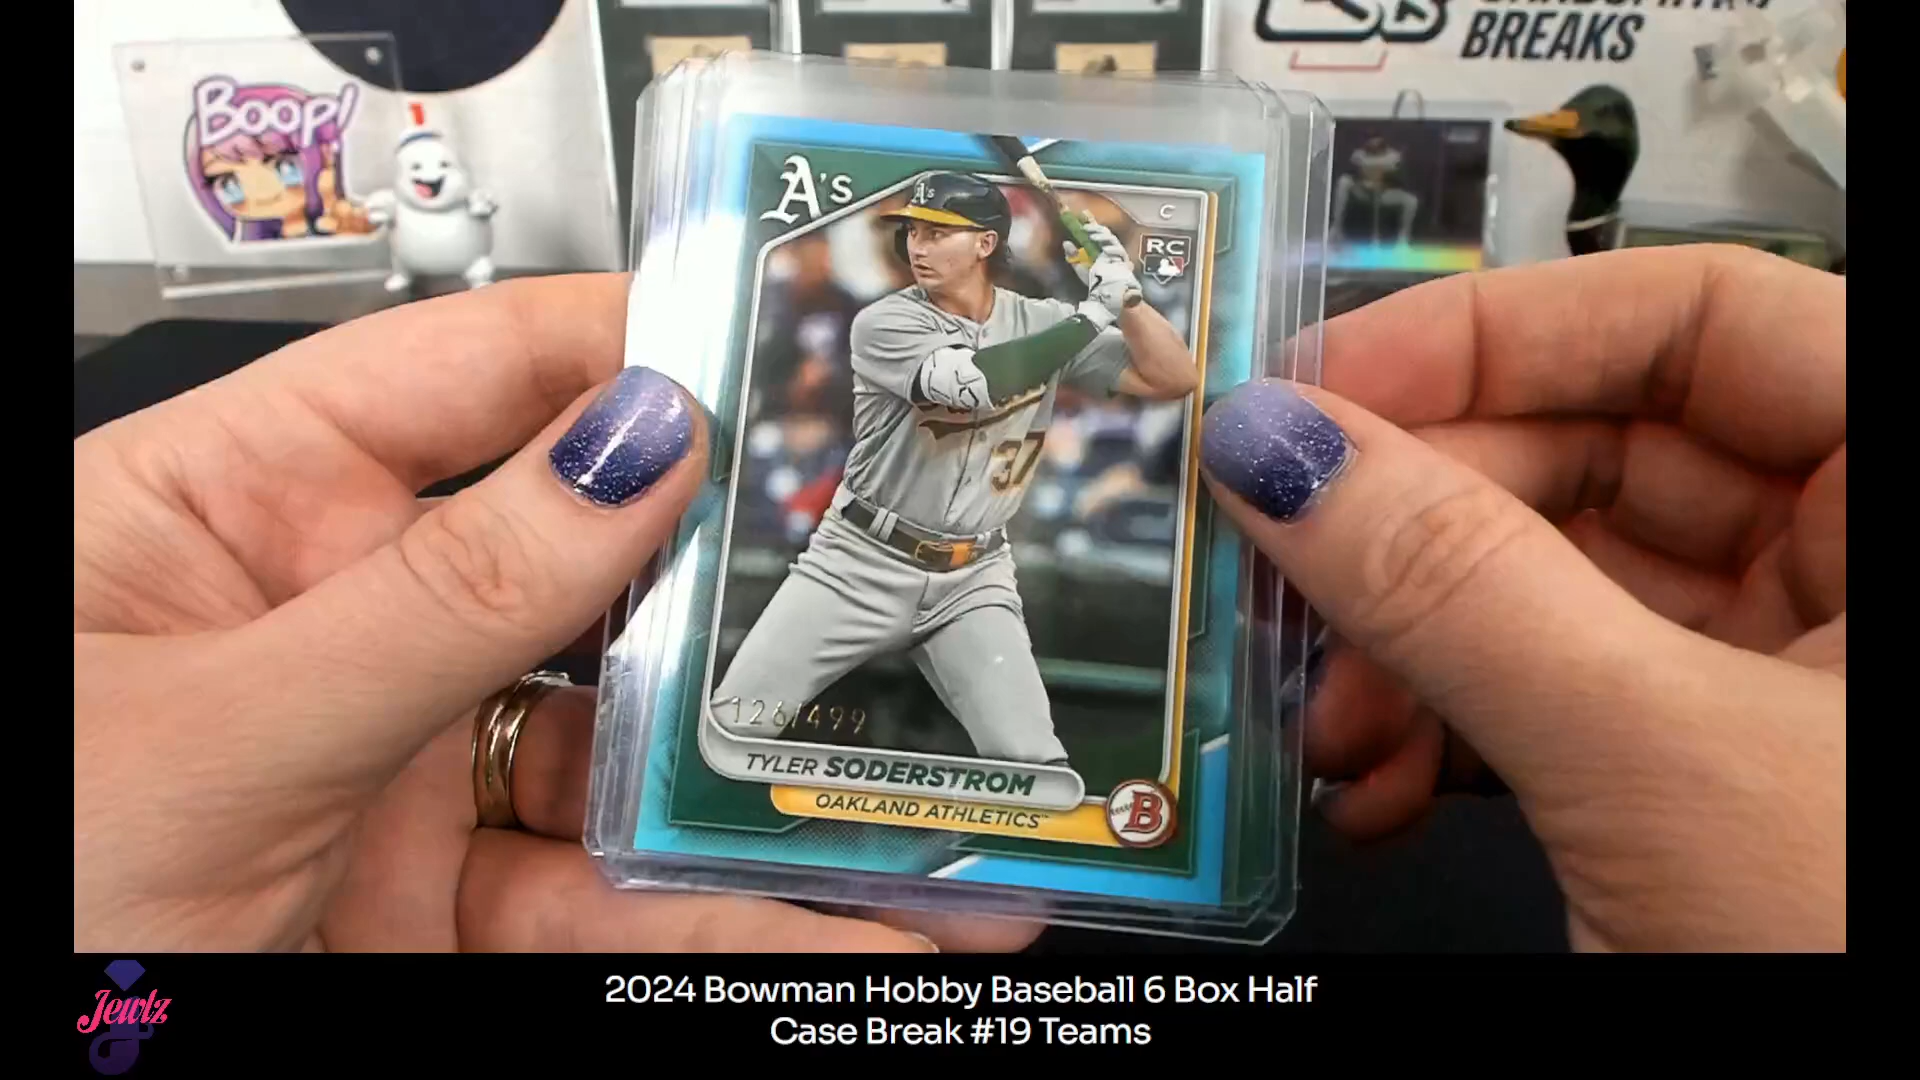 BREAKS
Boop!
A's
A's
C
RC
37
126/499
TYLER SODERSTROM
OAKLAND ATHLETICS™
B
Jewlz
2024 Bowman Hobby Baseball 6 Box Half
Case Break #19 Teams